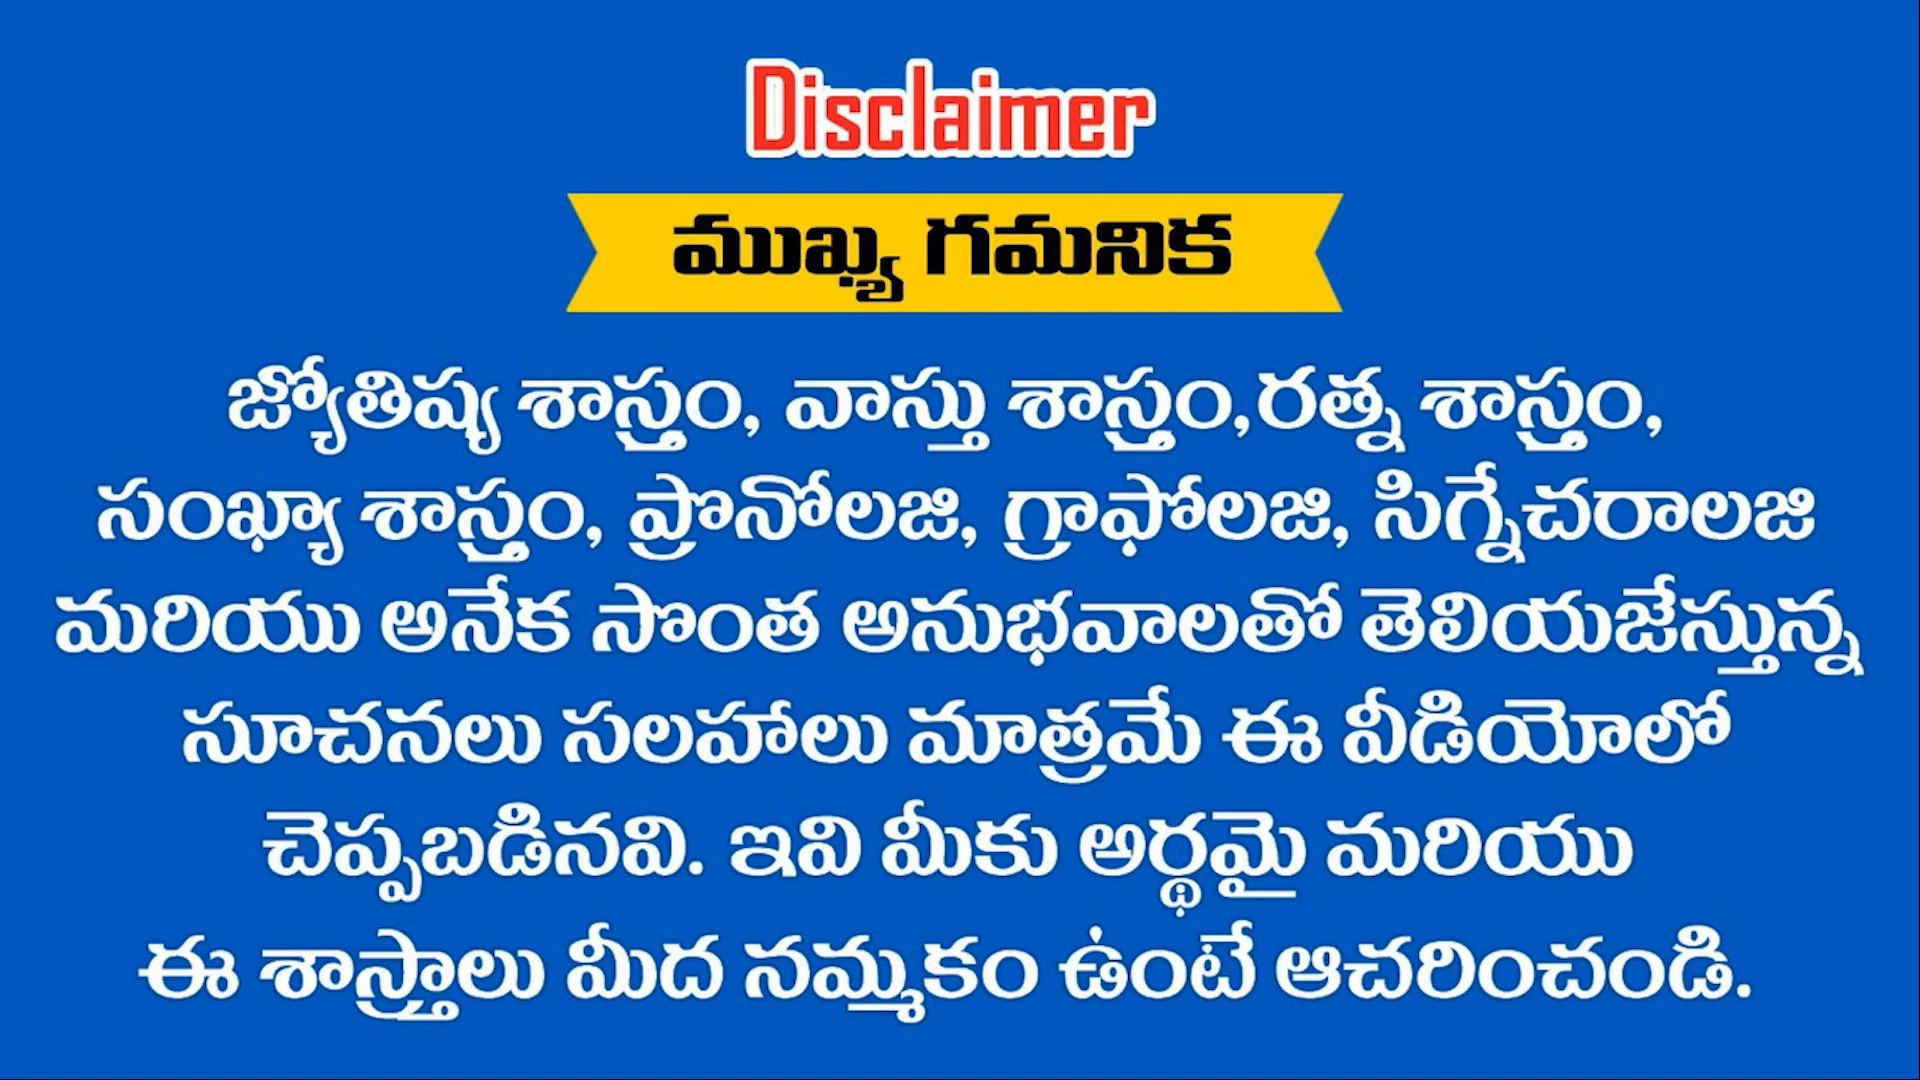 Disclaimer
ముఖ్య గమనిక
జ్యోతిష్య శాస్త్రం, వాస్తు శాస్త్రం,రత్న శాస్త్రం,
సంఖ్యా శాస్త్రం, ప్రొనోలజి, గ్రాఫోలజి, సిగ్నేచరాలజి
మరియు అనేక సొంత అనుభవాలతో తెలియజేస్తున్న
సూచనలు సలహాలు మాత్రమే ఈ వీడియోలో
చెప్పబడినవి. ఇవి మీకు అర్థమై మరియు
ఈ శాస్త్రాలు మీద నమ్మకం ఉంటే ఆచరించండి.